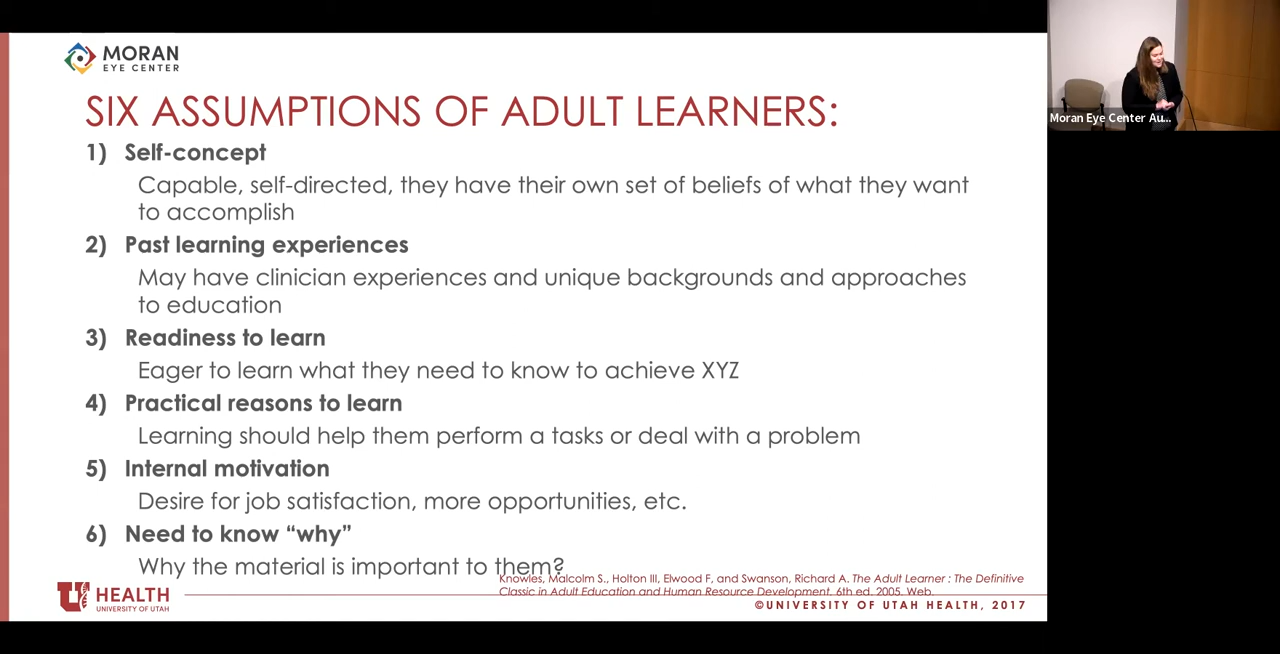 MORAN
EYE CENTER
Moran Eye Center Au...
SIX ASSUMPTIONS OF ADULT LEARNERS:
1) Self-concept
Capable, self-directed, they have their own set of beliefs of what they want
to accomplish
2) Past learning experiences
May have clinician experiences and unique backgrounds and approaches
to education
3) Readiness to learn
Eager to learn what they need to know to achieve XYZ
4) Practical reasons to learn
Learning should help them perform a tasks or deal with a problem
5) Internal motivation
Desire for job satisfaction, more opportunities, etc.
6) Need to know “why”
Why the material is important to them?
Knowles, Malcolm S., Holton III, Elwood F, and Swanson, Richard A. The Adult Learner : The Definitive
Classic in Adult Education and Human Resource Development. 6th ed. 2005. Web.
U HEALTH
UNIVERSITY OF UTAH
©UNIVERSITY OF UTAH HEALTH, 2017